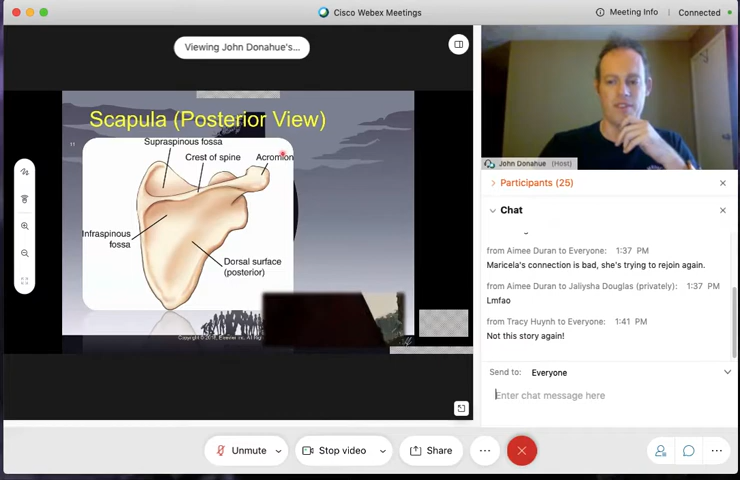 Cisco Webex Meetings
Meeting Info
Connected
Viewing John Donahue's...
Scapula (Posterior View)
Supraspinous fossa
Crest of spine
Acromion
Infraspinous
fossa
Dorsal surface
(posterior)
John Donahue (Host)
Participants (25)
Chat
from Aimee Duran to Everyone: 1:37 PM
Maricela's connection is bad, she's trying to rejoin again.
from Aimee Duran to Jaliysha Douglas (privately): 1:37 PM
Lmfao
from Tracy Huynh to Everyone: 1:41 PM
Not this story again!
Send to: Everyone
Enter chat message here
Unmute
Stop video
Share